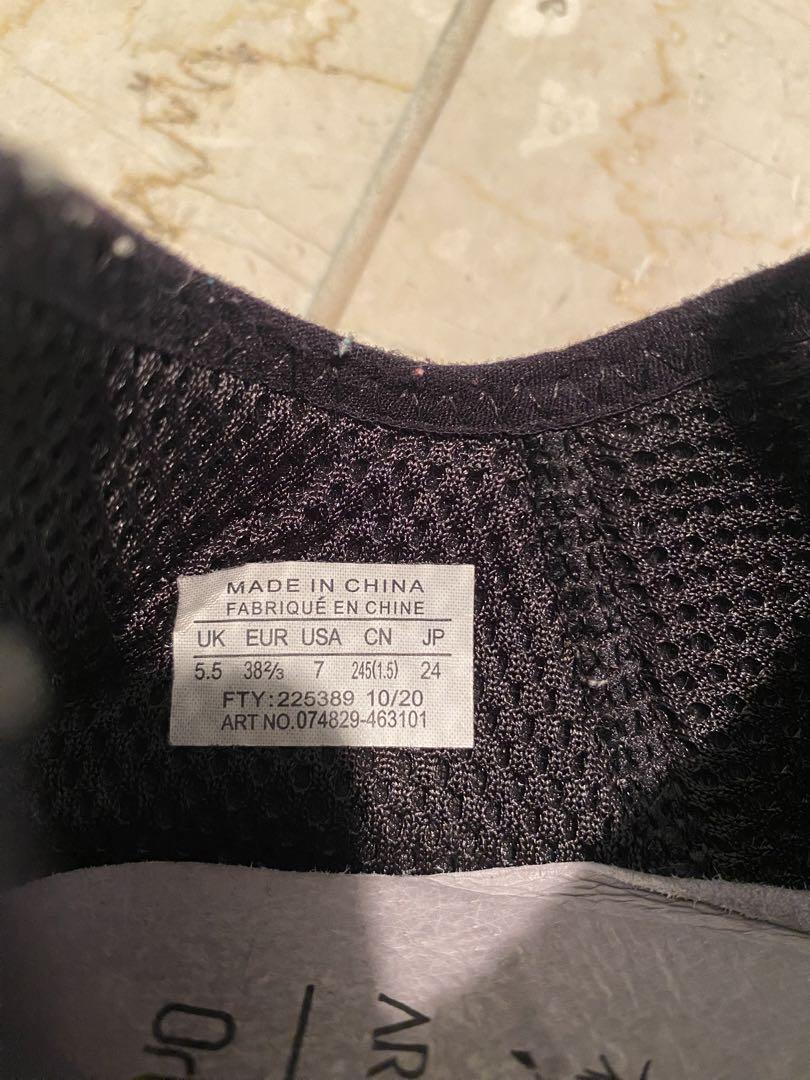 MADE IN CHINA
FABRIQUÉ EN CHINE
UK EUR USA CN JP
5.5 38⅔ 7 245(1.5) 24
FTY:225389 10/20
ART NO.074829-463101